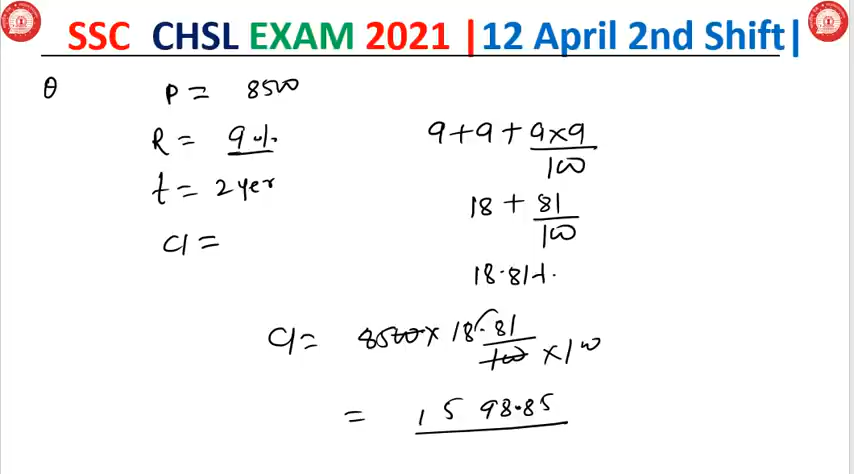 SSC CHSL EXAM 2021 |12 April 2nd Shift|
θ P = 8500
R = 9%
t = 2 yer
CI =
9 + 9 + 9×9/100
18 + 81/100
18.81%
CI = 8500 × 18.81/100 × 100
= 1598.85